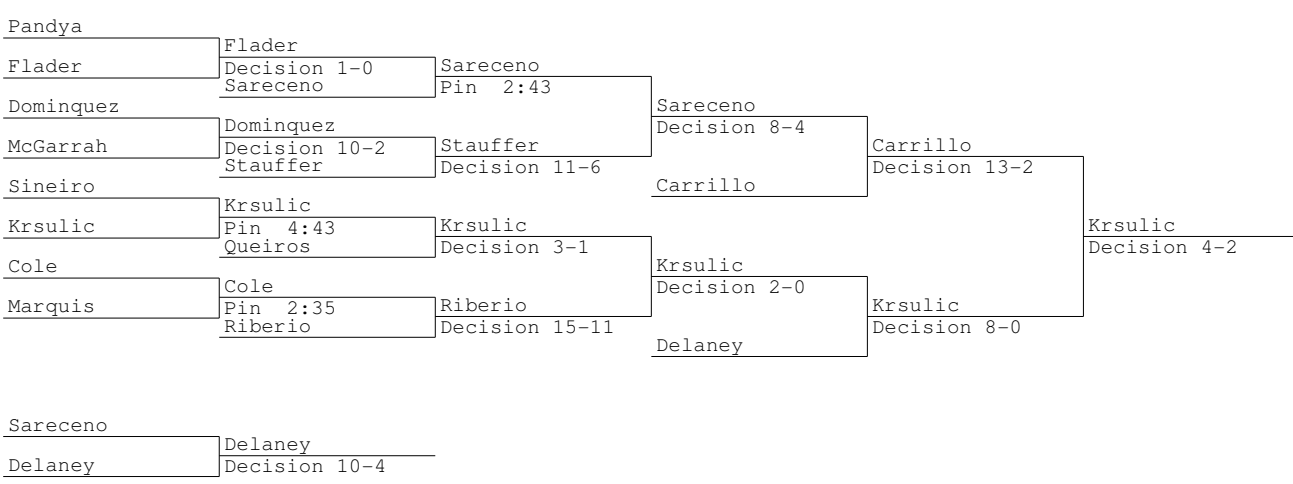 Pandya
Flader
Flader
Decision 1-0
Sareceno
Sareceno
Pin 2:43
Dominquez
McGarrah
Dominquez
Decision 10-2
Stauffer
Stauffer
Decision 11-6
Sareceno
Decision 8-4
Carrillo
Carrillo
Decision 13-2
Sineiro
Krsulic
Krsulic
Pin 4:43
Queiros
Krsulic
Decision 3-1
Cole
Marquis
Cole
Pin 2:35
Riberio
Riberio
Decision 15-11
Krsulic
Decision 2-0
Delaney
Krsulic
Decision 8-0
Krsulic
Decision 4-2
Sareceno
Delaney
Delaney
Decision 10-4